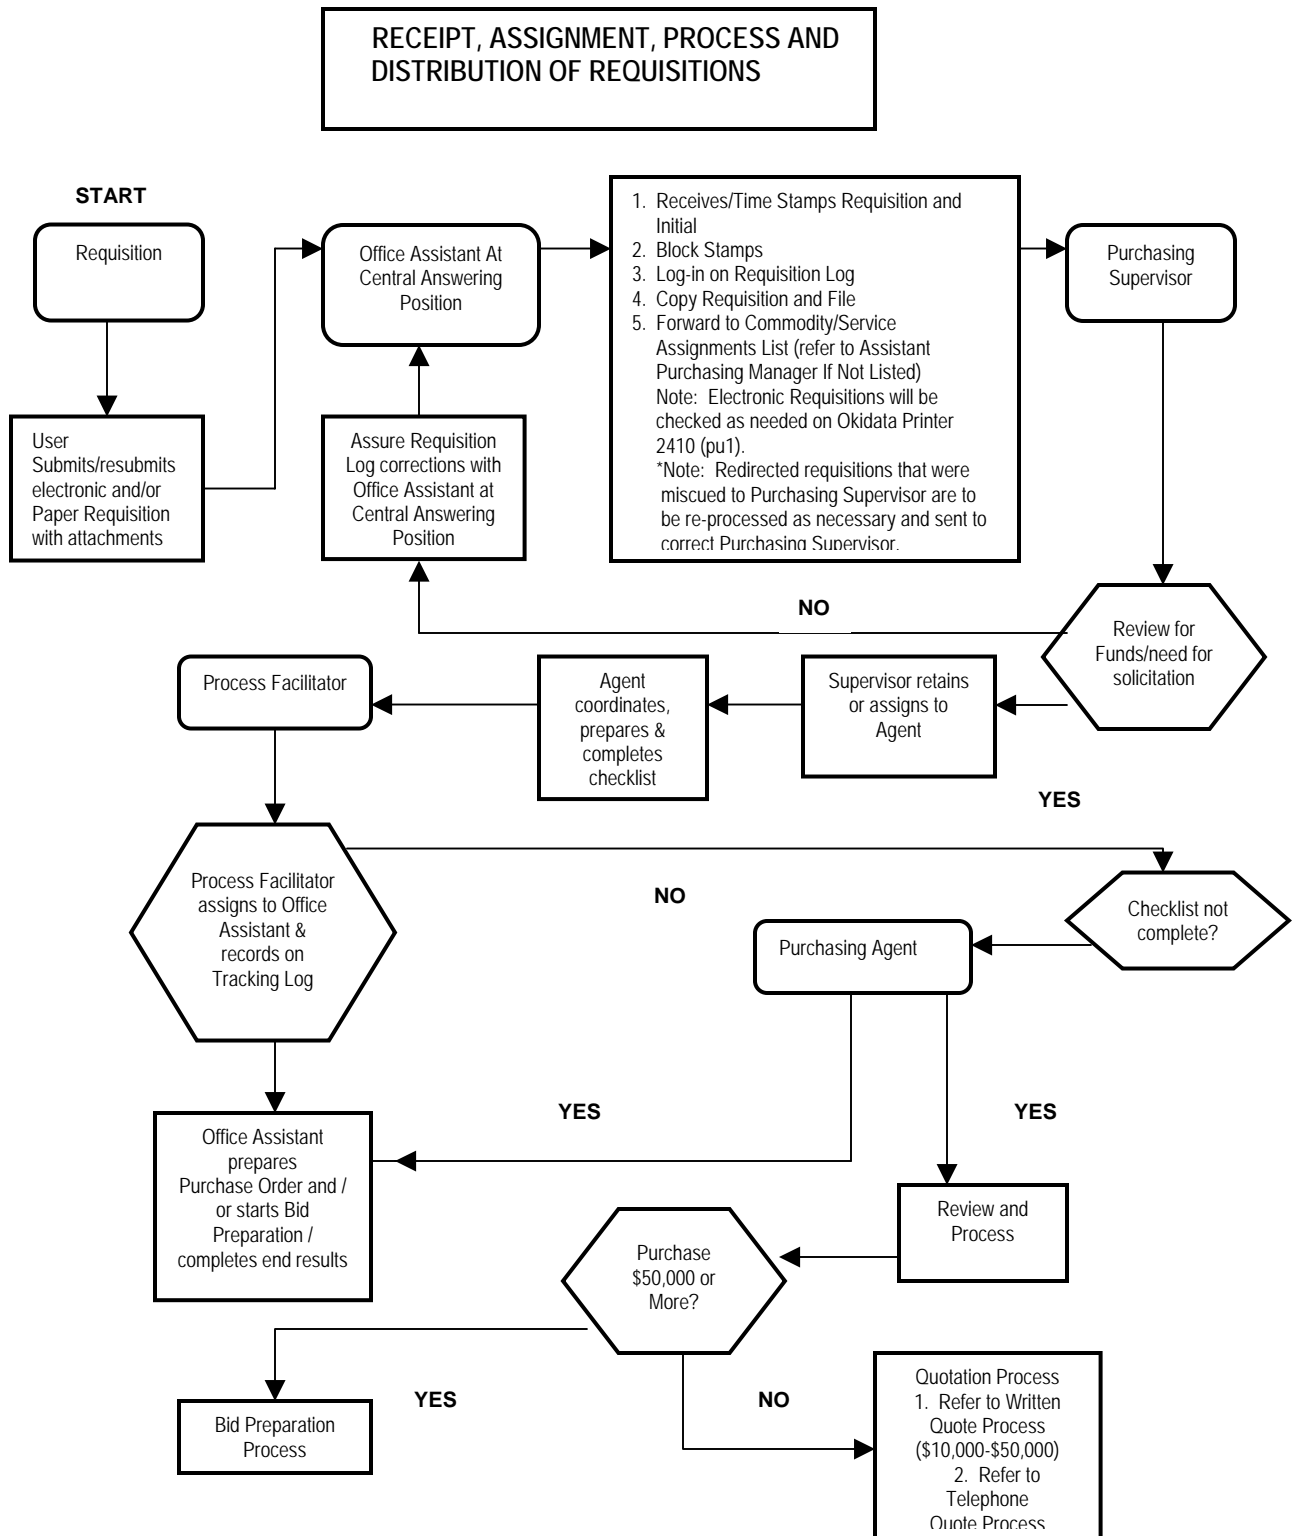 RECEIPT, ASSIGNMENT, PROCESS AND
DISTRIBUTION OF REQUISITIONS
START
Requisition
User
Submits/resubmits
electronic and/or
Paper Requisition
with attachments
Office Assistant At
Central Answering
Position
Assure Requisition
Log corrections with
Office Assistant at
Central Answering
Position
1. Receives/Time Stamps Requisition and
Initial
2. Block Stamps
3. Log-in on Requisition Log
4. Copy Requisition and File
5. Forward to Commodity/Service
Assignments List (refer to Assistant
Purchasing Manager If Not Listed)
Note: Electronic Requisitions will be
checked as needed on Okidata Printer
2410 (pu1).
*Note: Redirected requisitions that were
miscued to Purchasing Supervisor are to
be re-processed as necessary and sent to
correct Purchasing Supervisor.
Purchasing
Supervisor
NO
Review for
Funds/need for
solicitation
Supervisor retains
or assigns to
Agent
Agent
coordinates,
prepares &
completes
checklist
Process Facilitator
YES
Process Facilitator
assigns to Office
Assistant &
records on
Tracking Log
NO
Checklist not
complete?
Purchasing Agent
YES
YES
Office Assistant
prepares
Purchase Order and /
or starts Bid
Preparation /
completes end results
Review and
Process
Purchase
$50,000 or
More?
YES
NO
Bid Preparation
Process
Quotation Process
1. Refer to Written
Quote Process
($10,000-$50,000)
2. Refer to
Telephone
Quote Process